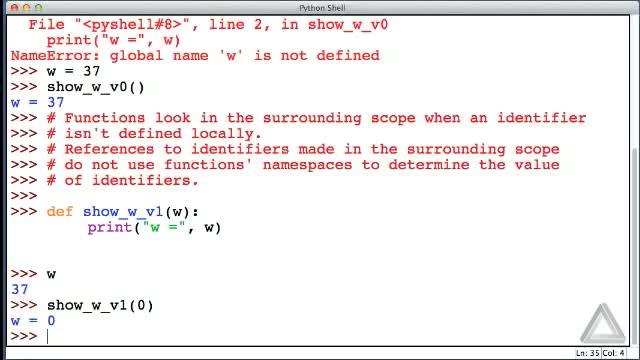 Python Shell
File "<pyshell#8>", line 2, in show_w_v0
print("w =", w)
NameError: global name 'w' is not defined
>>> w = 37
>>> show_w_v0()
w = 37
>>> # Functions look in the surrounding scope when an identifier
>>> # isn't defined locally.
>>> # References to identifiers made in the surrounding scope
>>> # do not use functions' namespaces to determine the value
>>> # of identifiers.
>>>
>>> def show_w_v1(w):
print("w =", w)
>>> w
37
>>> show_w_v1(0)
w = 0
>>>
Ln: 35 Col: 4